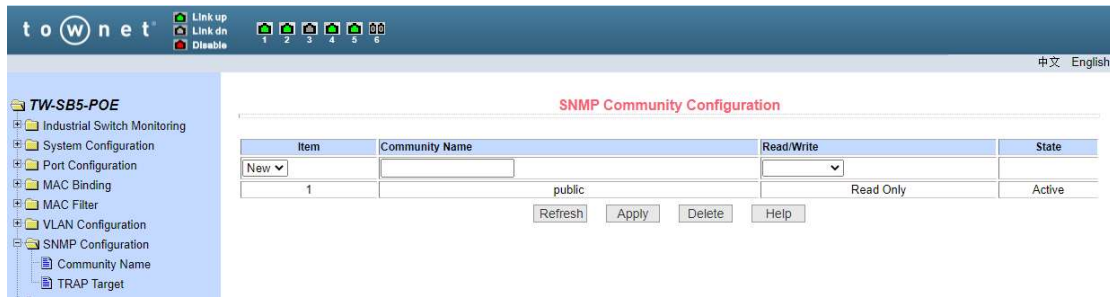 townet
Link up
Link dn
Disable
1 2 3 4 5 6
中文 English
TW-SB5-POE
Industrial Switch Monitoring
System Configuration
Port Configuration
MAC Binding
MAC Filter
VLAN Configuration
SNMP Configuration
Community Name
TRAP Target
SNMP Community Configuration
Item Community Name Read/Write State
New
1 public Read Only Active
Refresh Apply Delete Help